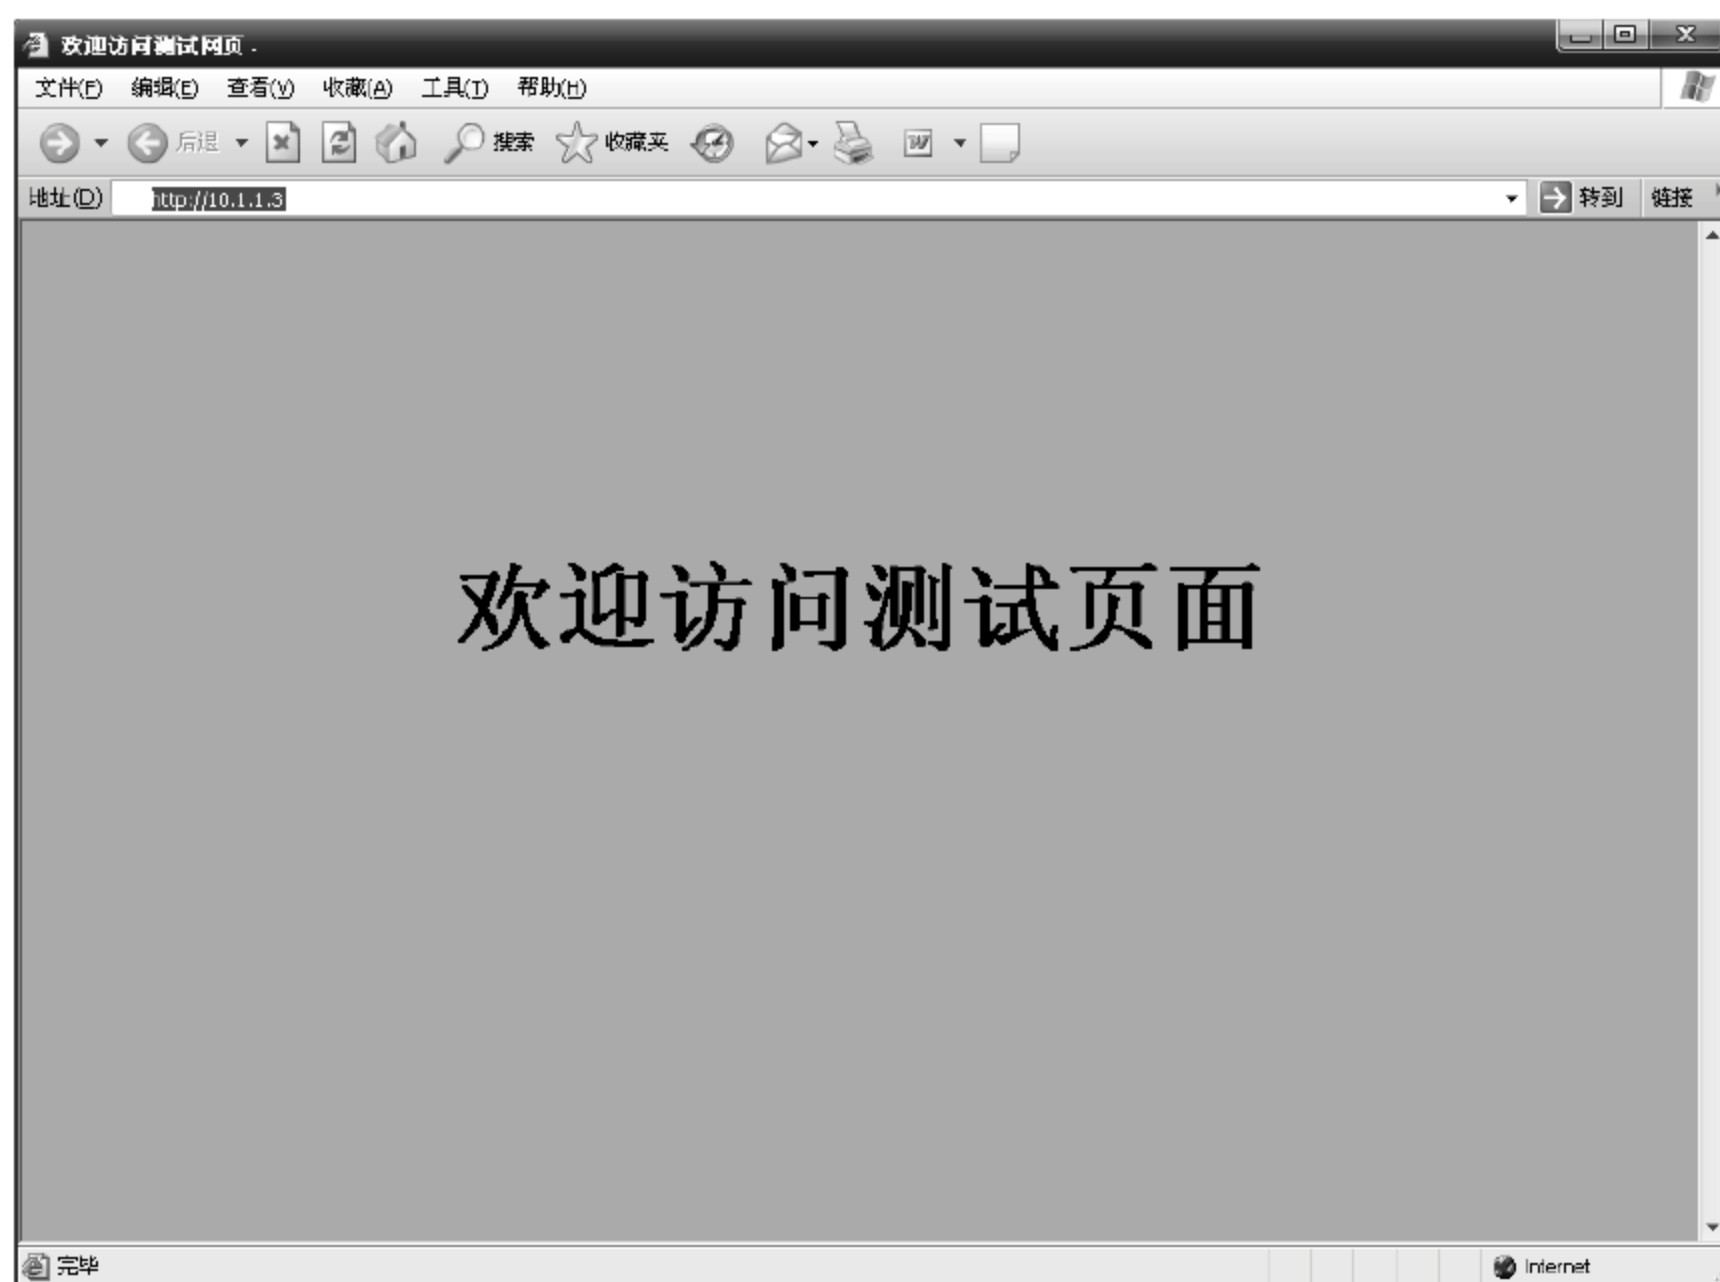 欢迎访问测试网页 -
文件(F) 编辑(E) 查看(V) 收藏(A) 工具(T) 帮助(H)
后退 搜索 收藏夹
地址(D) http://10.1.1.3 转到 链接
欢迎访问测试页面
完毕 Internet